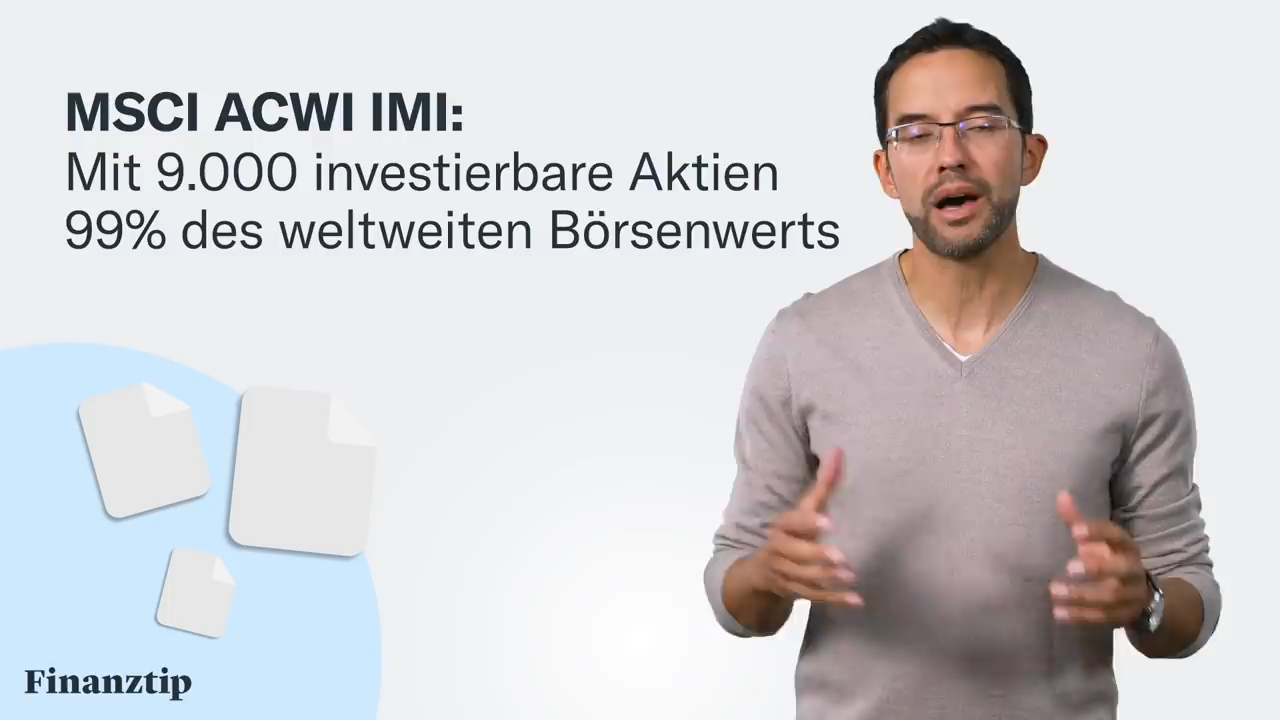 MSCI ACWI IMI:
Mit 9.000 investierbare Aktien
99% des weltweiten Börsenwerts
Finanztip